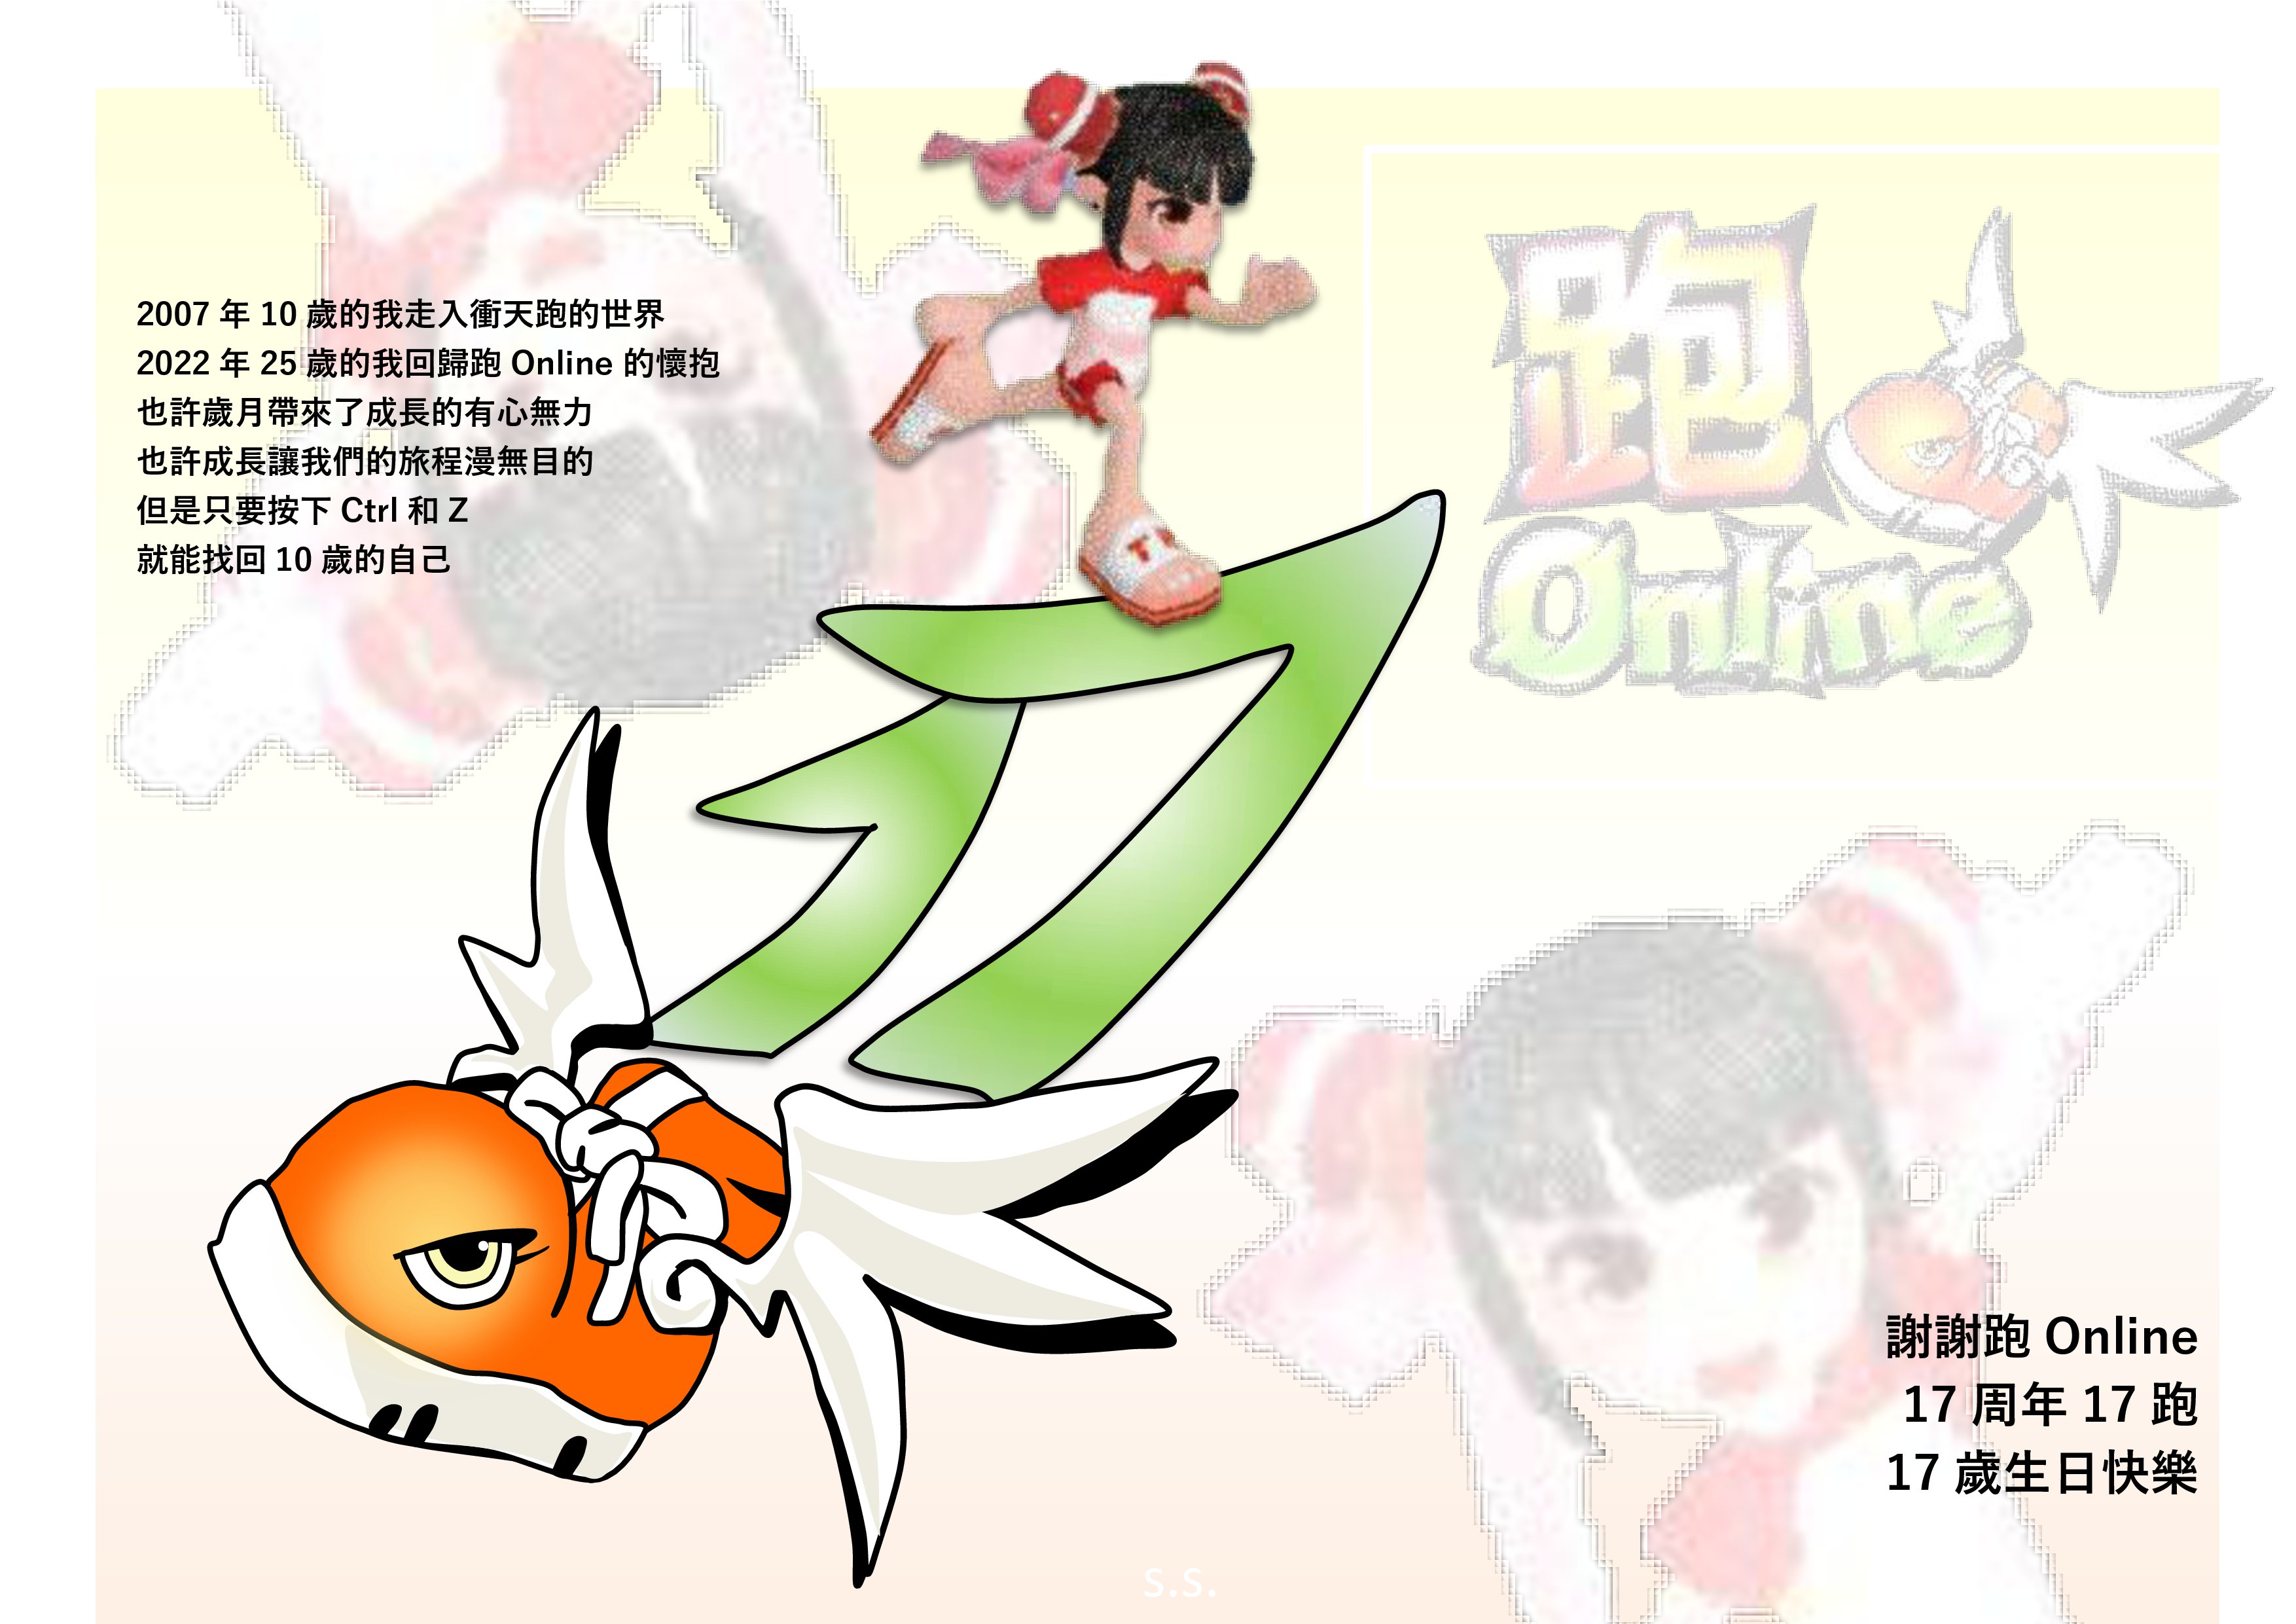 2007 年 10 歲的我走入衝天跑的世界
2022 年 25 歲的我回歸跑 Online 的懷抱
也許歲月帶來了成長的有心無力
也許成長讓我們的旅程漫無目的
但是只要按下 Ctrl 和 Z
就能找回 10 歲的自己
跑
Online
17
謝謝跑 Online
17 周年 17 跑
17 歲生日快樂
s.s.